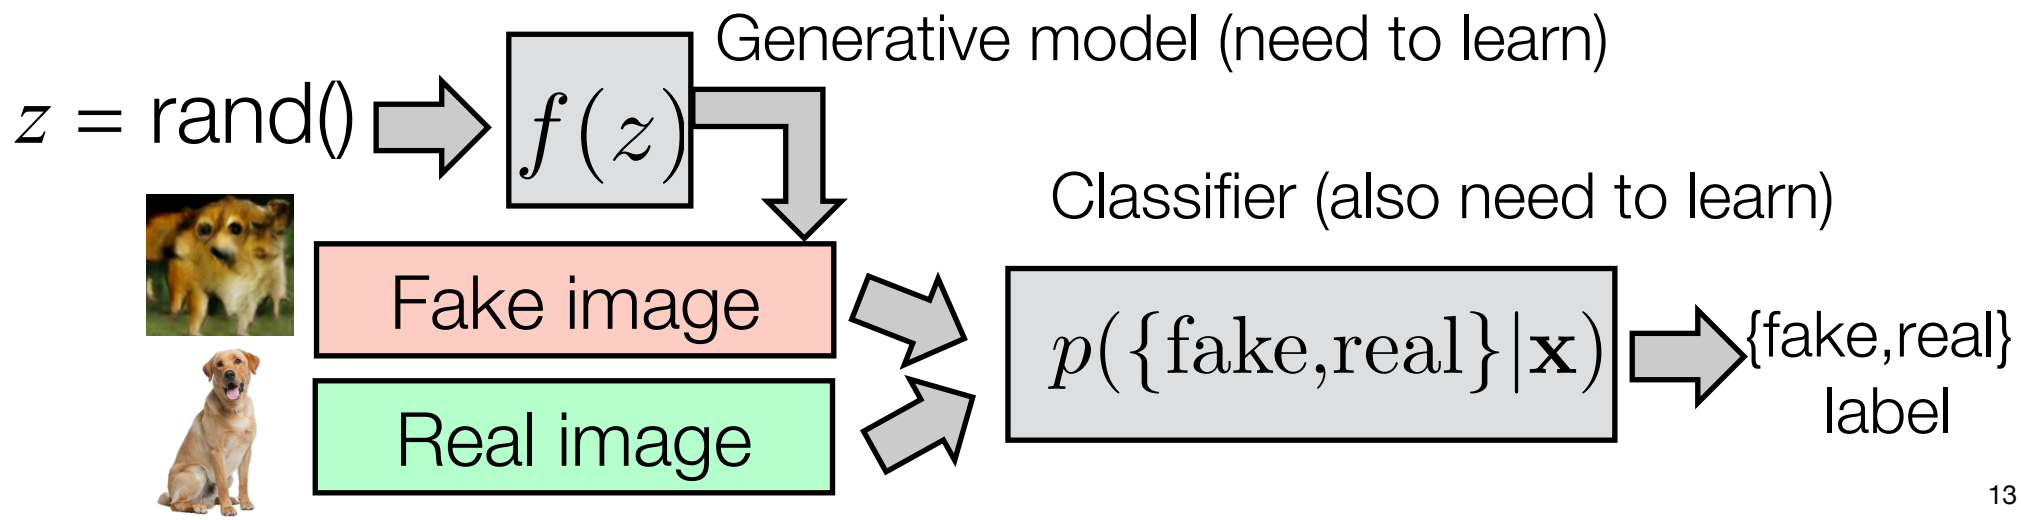 Generative model (need to learn)
z = rand()
f(z)
Classifier (also need to learn)
Fake image
p({fake,real}|x)
{fake,real}
label
Real image
13